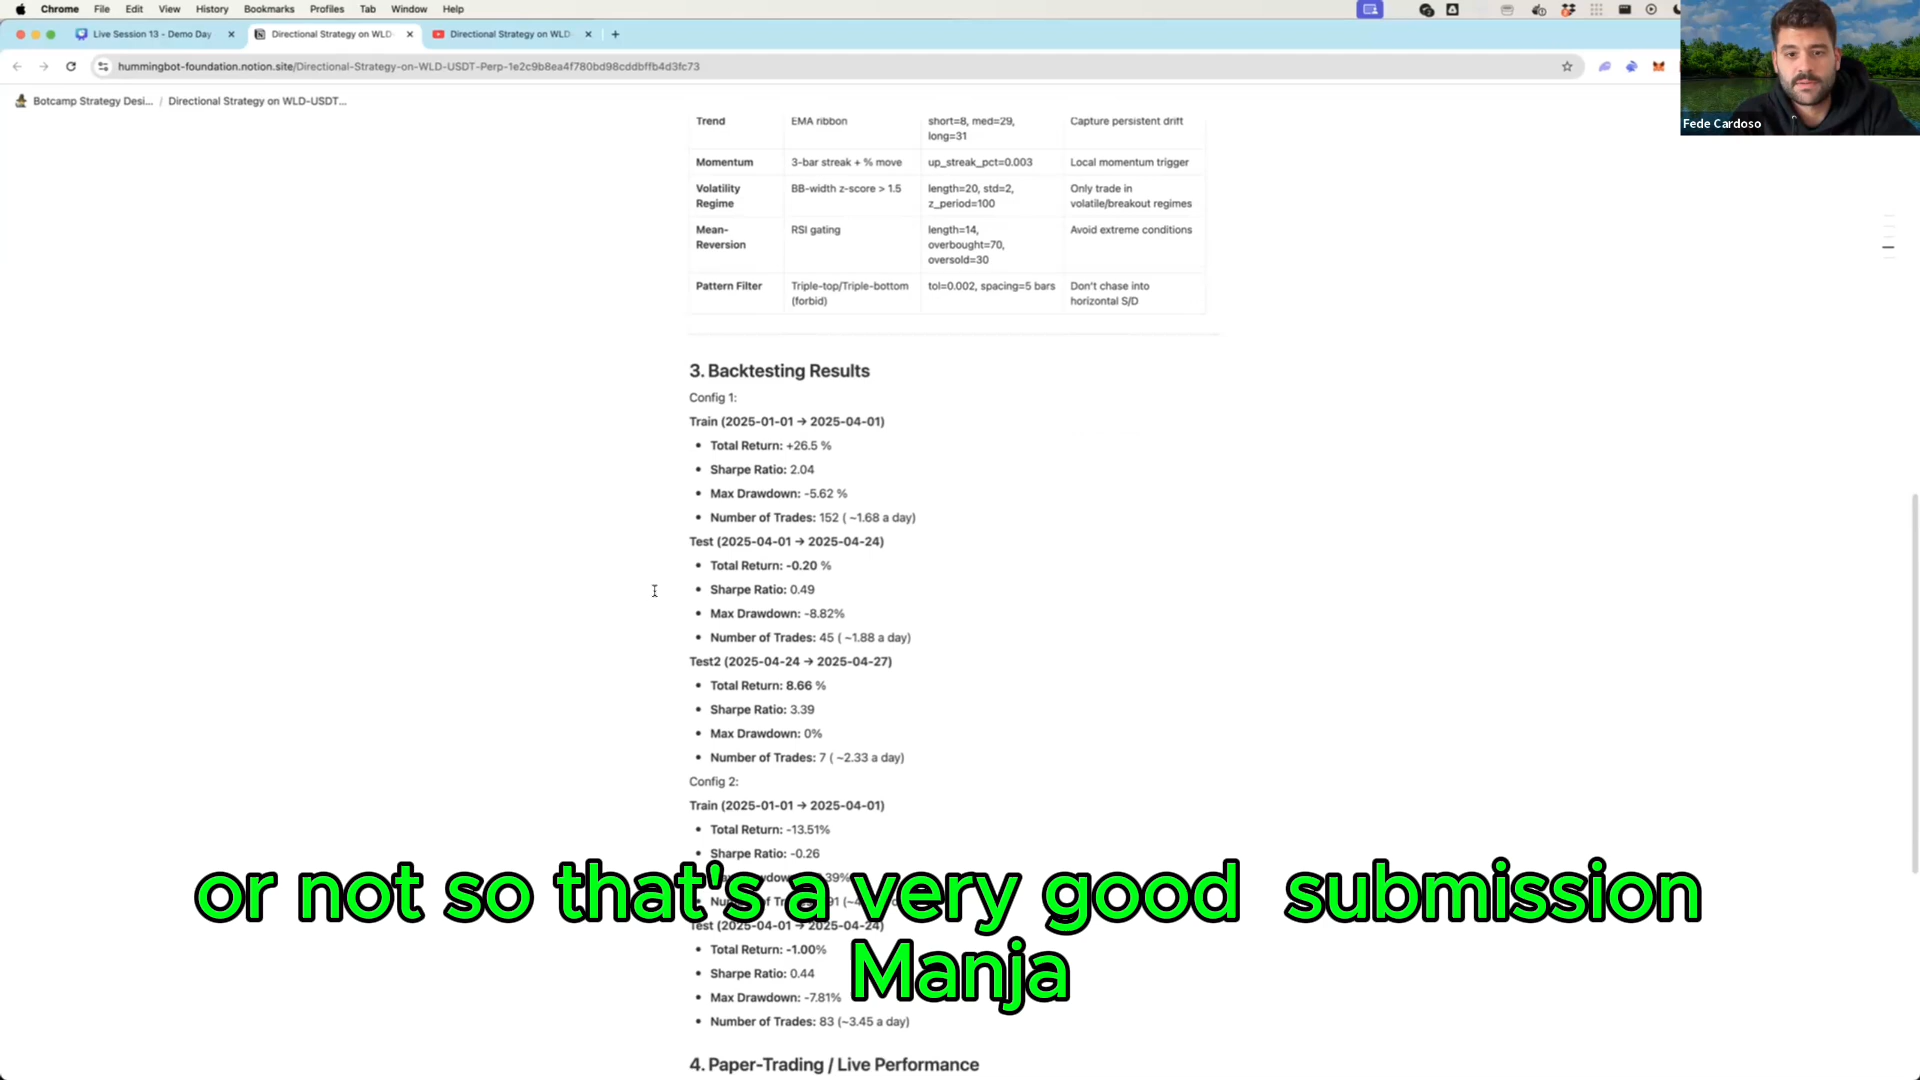 Chrome File Edit View History Bookmarks Profiles Tab Window Help
Live Session 13 - Demo Day
Directional Strategy on WLD
Directional Strategy on WLD
hummingbot-foundation.notion.site/Directional-Strategy-on-WLD-USDT-Perp-1e2c9b8ea4f780bd98cddbffb4d3fc73
Botcamp Strategy Desi... / Directional Strategy on WLD-USDT...
Fede Cardoso
Trend EMA ribbon short=8, med=29, Capture persistent drift
long=31
Momentum 3-bar streak + % move up_streak_pct=0.003 Local momentum trigger
Volatility BB-width z-score > 1.5 length=20, std=2, Only trade in
Regime z_period=100 volatile/breakout regimes
Mean- RSI gating length=14, Avoid extreme conditions
Reversion overbought=70,
oversold=30
Pattern Filter Triple-top/Triple-bottom tol=0.002, spacing=5 bars Don't chase into
(forbid) horizontal S/D
3. Backtesting Results
Config 1:
Train (2025-01-01 → 2025-04-01)
• Total Return: +26.5 %
• Sharpe Ratio: 2.04
• Max Drawdown: -5.62 %
• Number of Trades: 152 ( ~1.68 a day)
Test (2025-04-01 → 2025-04-24)
• Total Return: -0.20 %
• Sharpe Ratio: 0.49
• Max Drawdown: -8.82%
• Number of Trades: 45 ( ~1.88 a day)
Test2 (2025-04-24 → 2025-04-27)
• Total Return: 8.66 %
• Sharpe Ratio: 3.39
• Max Drawdown: 0%
• Number of Trades: 7 ( ~2.33 a day)
Config 2:
Train (2025-01-01 → 2025-04-01)
• Total Return: -13.51%
• Sharpe Ratio: -0.26
or not so that's a very good submission
Manja
Test (2025-04-01 → 2025-04-24)
• Total Return: -1.00%
• Sharpe Ratio: 0.44
• Max Drawdown: -7.81%
• Number of Trades: 83 (~3.45 a day)
4. Paper-Trading / Live Performance